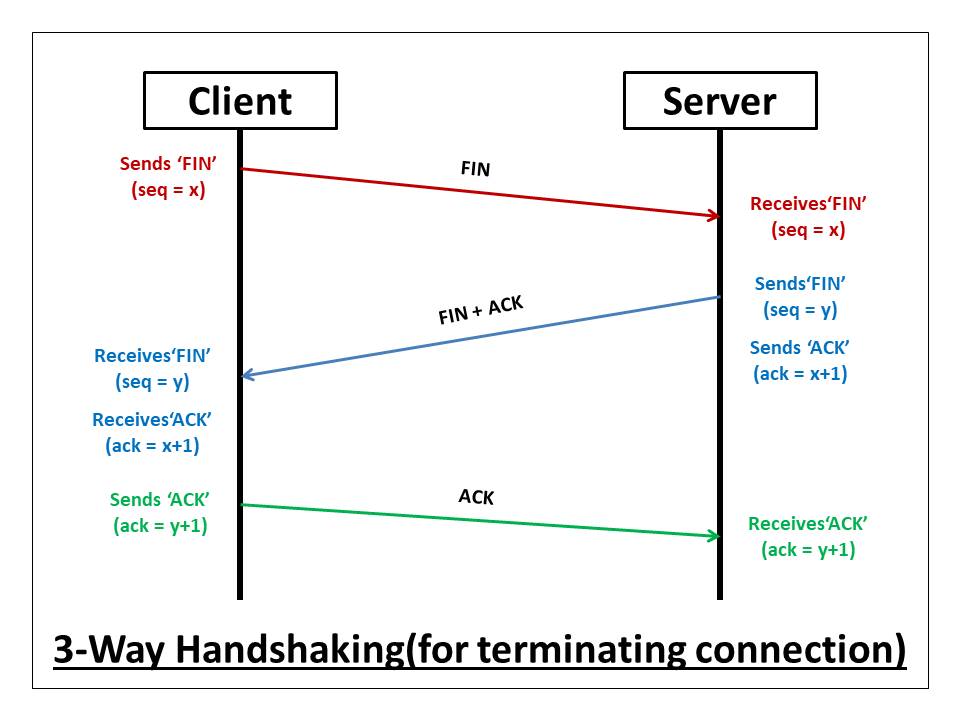 Client
Server
Sends ‘FIN’
(seq = x)
FIN
Receives‘FIN’
(seq = x)
Sends‘FIN’
(seq = y)
FIN + ACK
Sends ‘ACK’
(ack = x+1)
Receives‘FIN’
(seq = y)
Receives‘ACK’
(ack = x+1)
Sends ‘ACK’
(ack = y+1)
ACK
Receives‘ACK’
(ack = y+1)
3-Way Handshaking(for terminating connection)